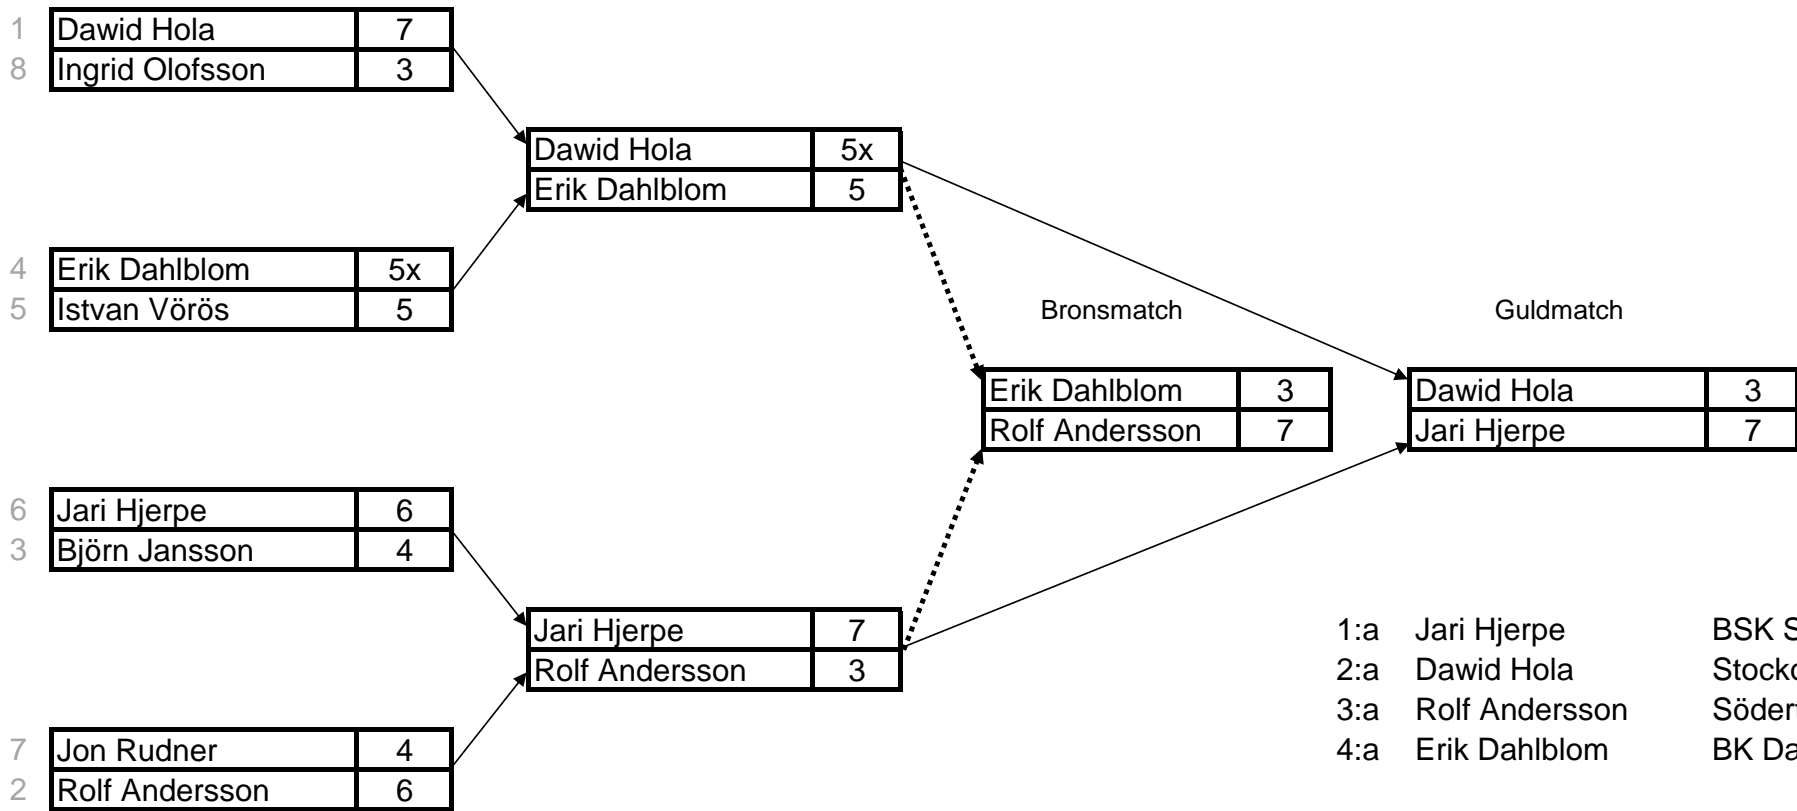 1 Dawid Hola 7
8 Ingrid Olofsson 3
Dawid Hola 5x
Erik Dahlblom 5
4 Erik Dahlblom 5x
5 Istvan Vörös 5
Bronsmatch Guldmatch
Erik Dahlblom 3 Dawid Hola 3
Rolf Andersson 7 Jari Hjerpe 7
6 Jari Hjerpe 6
3 Björn Jansson 4
Jari Hjerpe 7
Rolf Andersson 3
1:a Jari Hjerpe BSK
2:a Dawid Hola
3:a Rolf Andersson
4:a Erik Dahlblom BK
7 Jon Rudner 4
2 Rolf Andersson 6